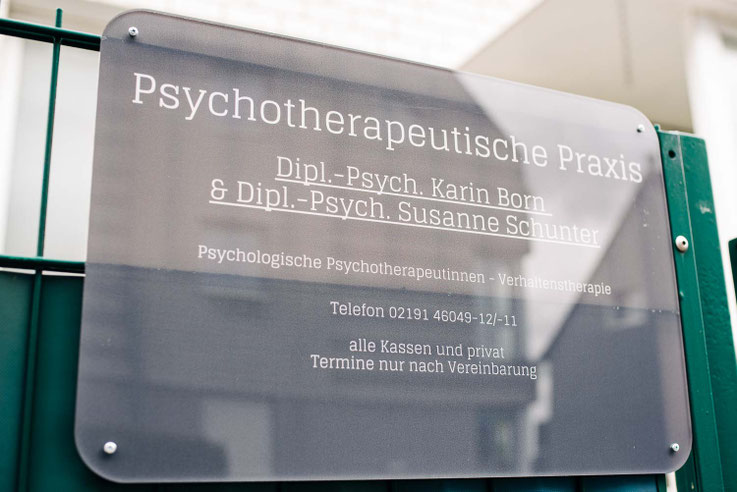 Psychotherapeutische Praxis
Dipl.-Psych. Karin Born
& Dipl.-Psych. Susanne Schunter
Psychologische Psychotherapeutinnen - Verhaltenstherapie
Telefon 02191 46049-12/-11
alle Kassen und privat
Termine nur nach Vereinbarung